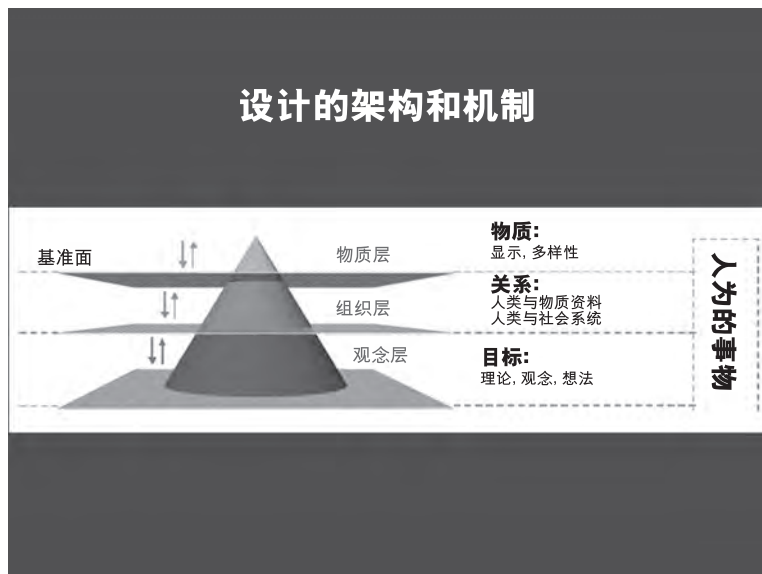 设计的架构和机制
基准面
物质层
物质:
显示, 多样性
组织层
关系:
人类与物质资料
人类与社会系统
观念层
目标:
理论, 观念, 想法
人为的事物